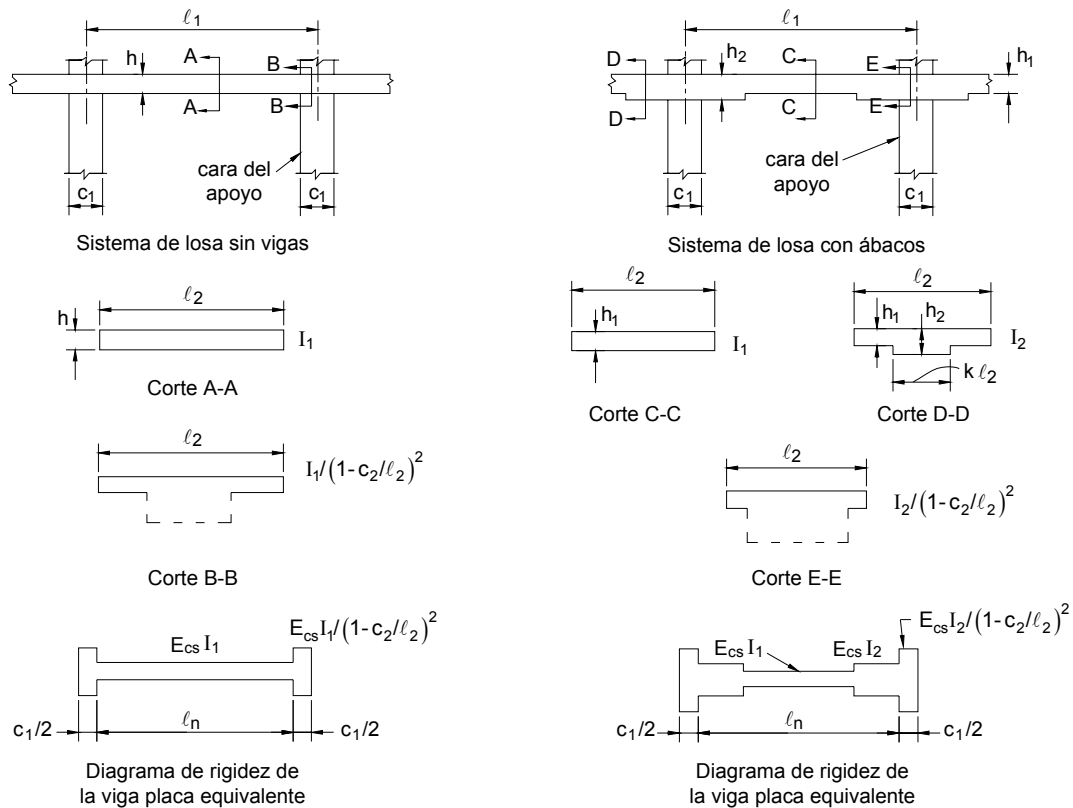 ℓ1
h
A
A
B
B
cara del
apoyo
c1
c1
Sistema de losa sin vigas
ℓ2
h
I1
Corte A-A
ℓ2
I1/(1-c2/ℓ2)²
Corte B-B
EcsI1
EcsI1/(1-c2/ℓ2)²
c1/2
ℓn
c1/2
Diagrama de rigidez de
la viga placa equivalente
ℓ1
D
D
h2
C
C
E
E
h1
cara del
apoyo
c1
c1
Sistema de losa con ábacos
ℓ2
h1
I1
Corte C-C
ℓ2
h1
h2
I2
kℓ2
Corte D-D
ℓ2
I2/(1-c2/ℓ2)²
Corte E-E
EcsI2/(1-c2/ℓ2)²
EcsI1
EcsI2
c1/2
ℓn
c1/2
Diagrama de rigidez de
la viga placa equivalente